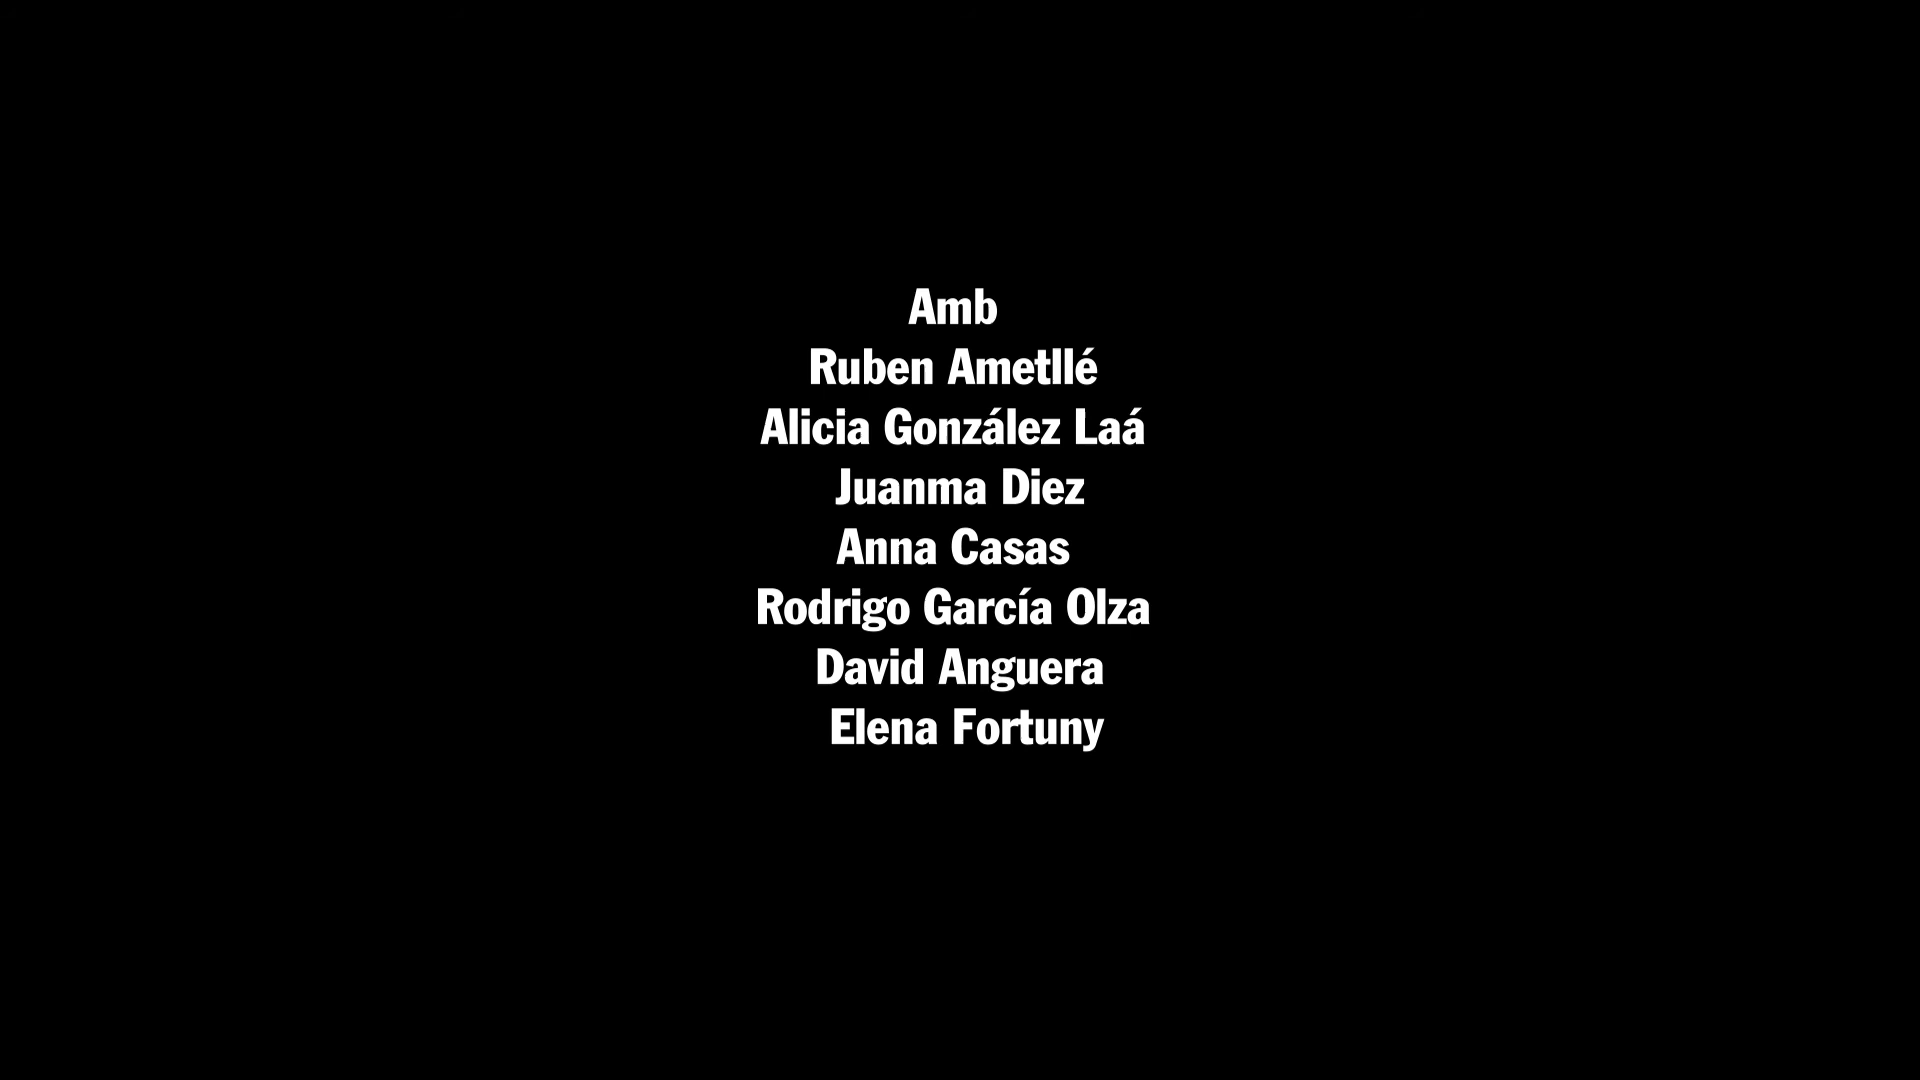 Amb
Ruben Ametllé
Alicia González Laá
Juanma Diez
Anna Casas
Rodrigo García Olza
David Anguera
Elena Fortuny